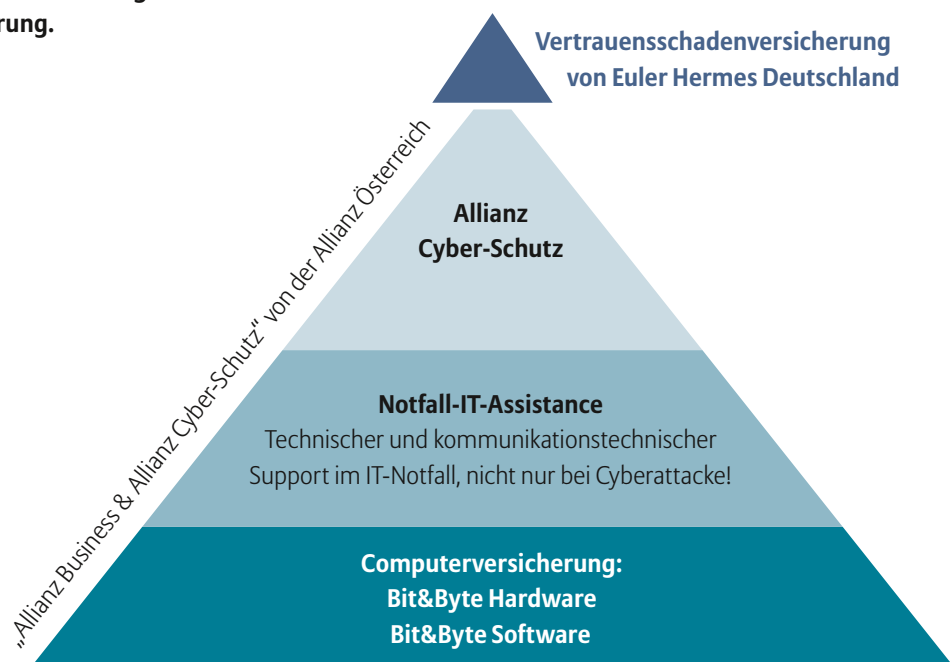 rung.
Vertrauensschadenversicherung
von Euler Hermes Deutschland
„Allianz Business & Allianz Cyber-Schutz“ von der Allianz Österreich
Allianz
Cyber-Schutz
Notfall-IT-Assistance
Technischer und kommunikationstechnischer
Support im IT-Notfall, nicht nur bei Cyberattacke!
Computerversicherung:
Bit&Byte Hardware
Bit&Byte Software